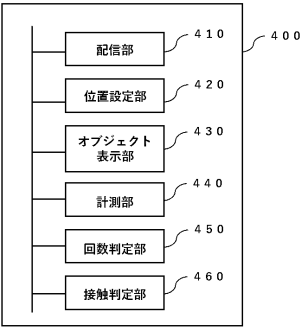 400
配信部 410
位置設定部 420
オブジェクト
表示部 430
計測部 440
回数判定部 450
接触判定部 460